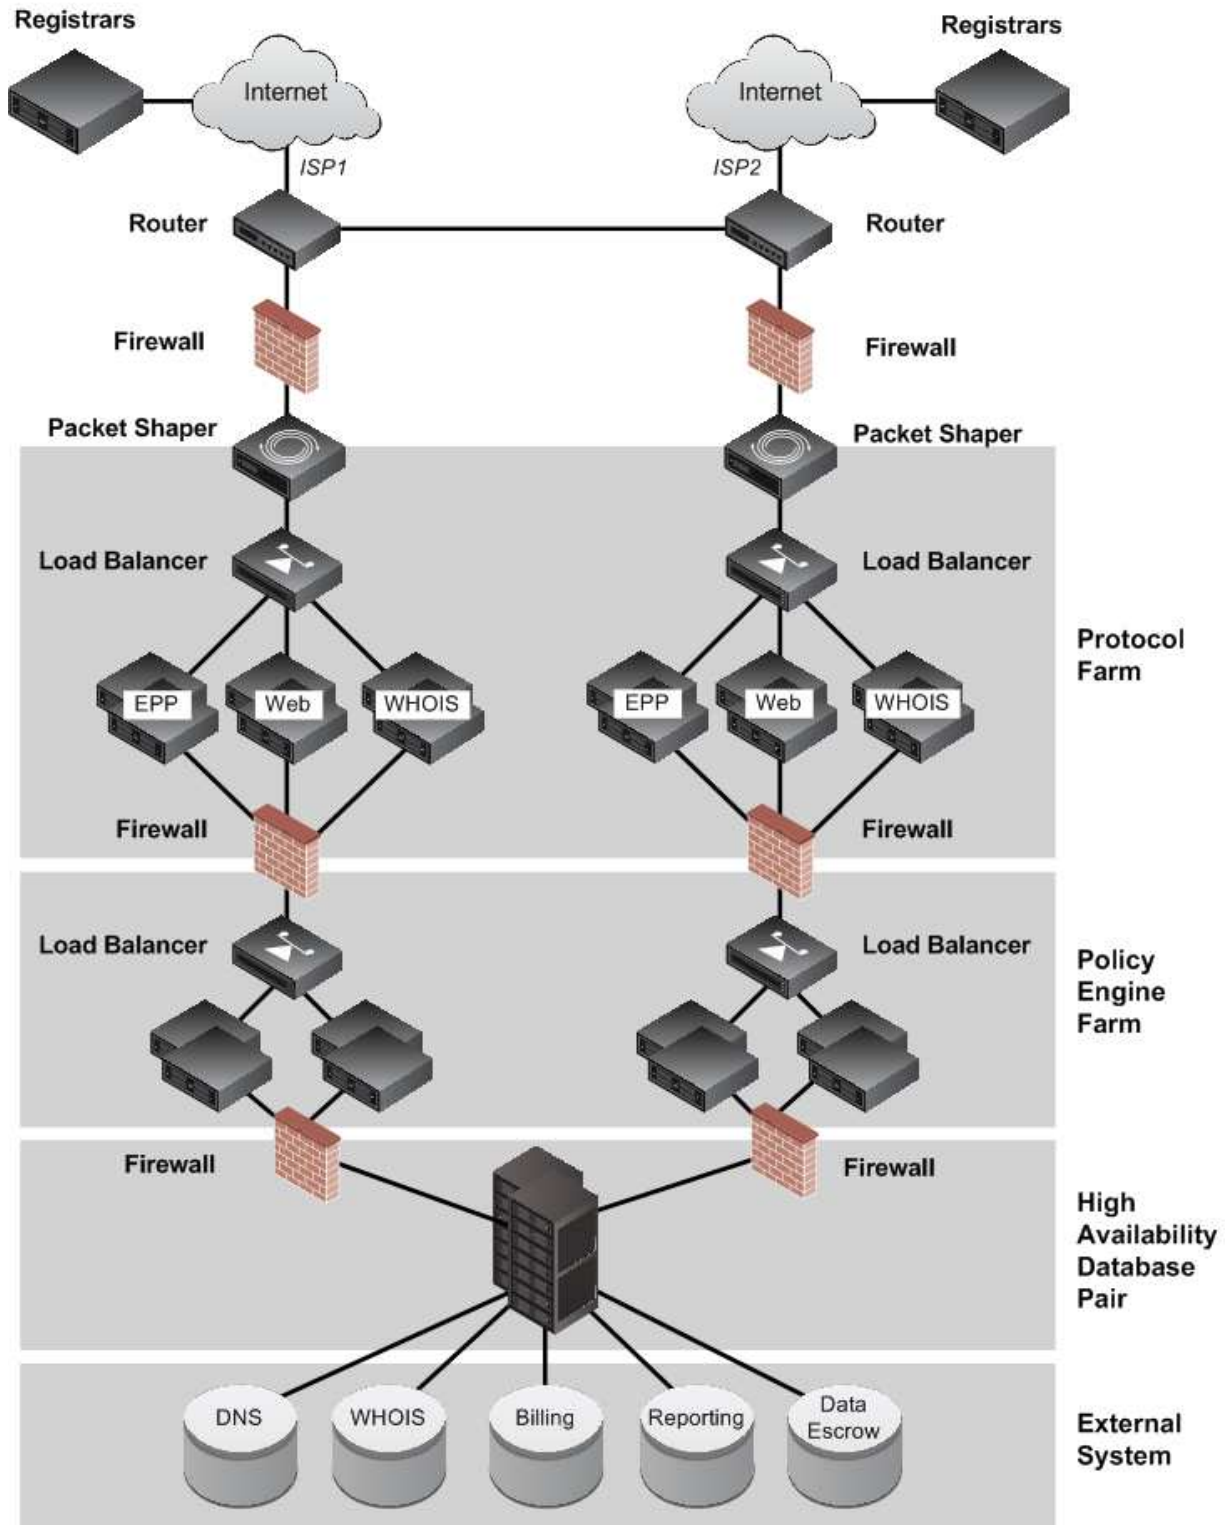 Registrars
Registrars
Internet
Internet
ISP1
ISP2
Router
Router
Firewall
Firewall
Packet Shaper
Packet Shaper
Load Balancer
Load Balancer
Protocol
Farm
EPP
Web
WHOIS
EPP
Web
WHOIS
Firewall
Firewall
Load Balancer
Load Balancer
Policy
Engine
Farm
Firewall
Firewall
High
Availability
Database
Pair
DNS
WHOIS
Billing
Reporting
Data
Escrow
External
System